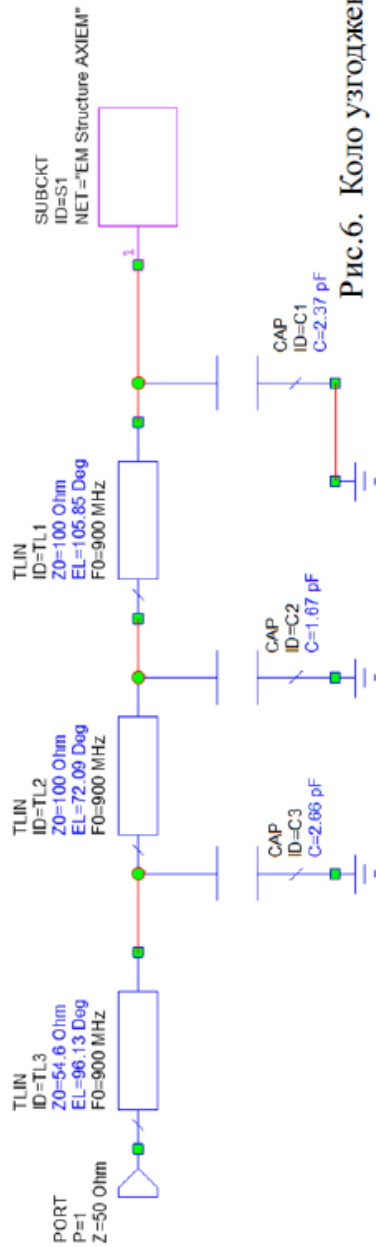 PORT
P=1
Z=50 Ohm
TLIN
ID=TL3
Z0=54.6 Ohm
EL=96.13 Deg
F0=900 MHz
CAP
ID=C3
C=2.66 pF
TLIN
ID=TL2
Z0=100 Ohm
EL=72.09 Deg
F0=900 MHz
CAP
ID=C2
C=1.67 pF
TLIN
ID=TL1
Z0=100 Ohm
EL=105.85 Deg
F0=900 MHz
CAP
ID=C1
C=2.37 pF
SUBCKT
ID=S1
NET="EM Structure AXIEM"
1
Рис.6. Коло узгоджен